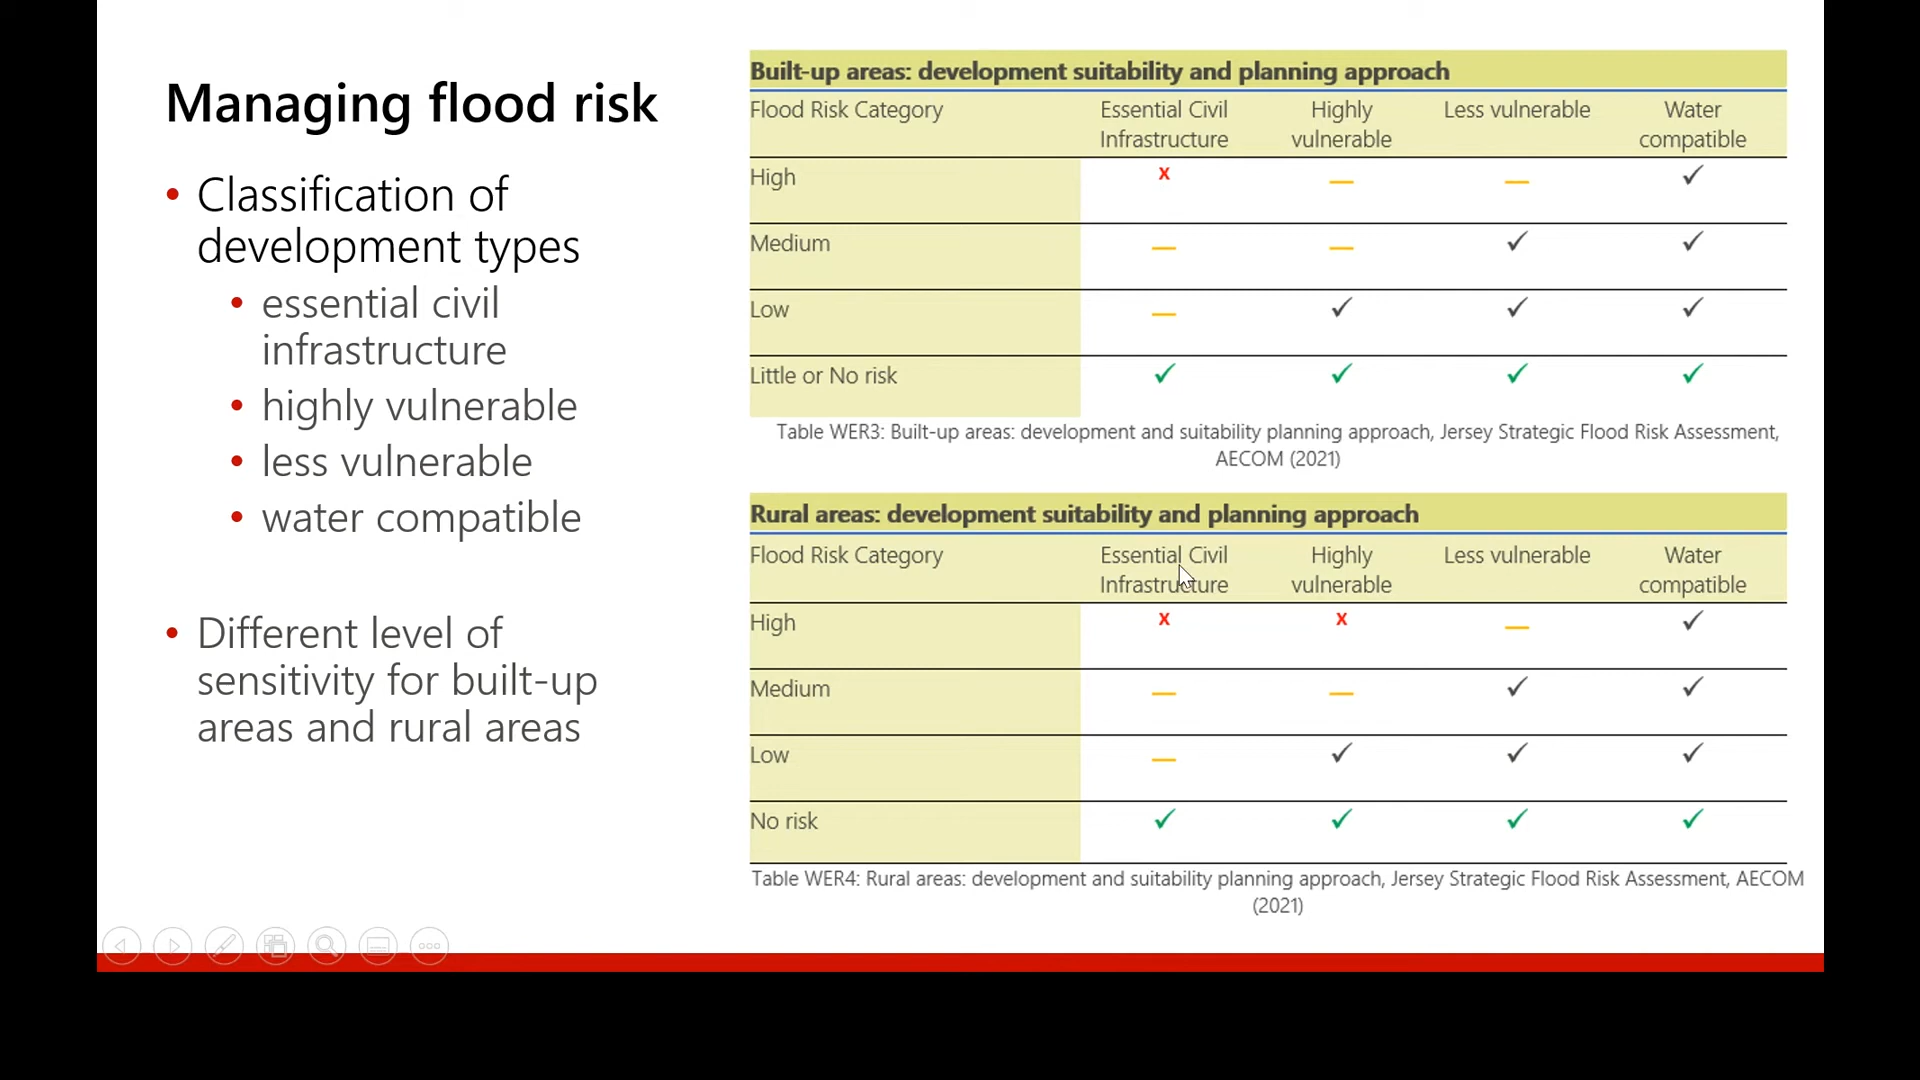 Managing flood risk
• Classification of
development types
• essential civil
infrastructure
• highly vulnerable
• less vulnerable
• water compatible
• Different level of
sensitivity for built-up
areas and rural areas
Built-up areas: development suitability and planning approach
Flood Risk Category Essential Civil Infrastructure Highly vulnerable Less vulnerable Water compatible
High x — — ✓
Medium — — ✓ ✓
Low — ✓ ✓ ✓
Little or No risk ✓ ✓ ✓ ✓
Table WER3: Built-up areas: development and suitability planning approach, Jersey Strategic Flood Risk Assessment,
AECOM (2021)
Rural areas: development suitability and planning approach
Flood Risk Category Essential Civil Infrastructure Highly vulnerable Less vulnerable Water compatible
High x x — ✓
Medium — — ✓ ✓
Low — ✓ ✓ ✓
No risk ✓ ✓ ✓ ✓
Table WER4: Rural areas: development and suitability planning approach, Jersey Strategic Flood Risk Assessment, AECOM
(2021)